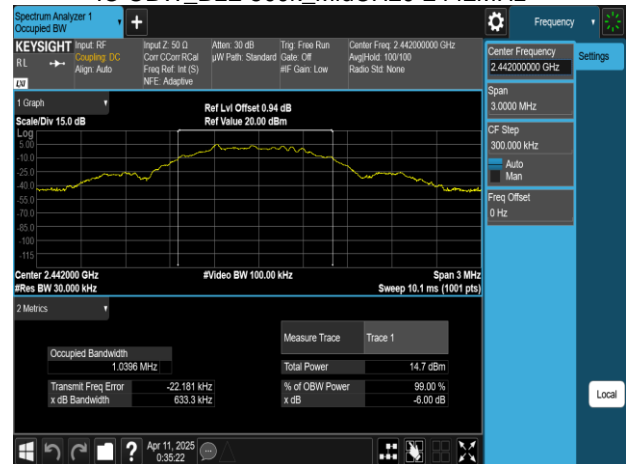 Spectrum Analyzer 1
Occupied BW
Frequency
KEYSIGHT
RL
LXI
Input: RF
Coupling: DC
Align: Auto
Input Z: 50 Ω
Corr CCorr RCal
Freq Ref: Int (S)
NFE: Adaptive
Atten: 30 dB
µW Path: Standard
Trig: Free Run
Gate: Off
#IF Gain: Low
Center Freq: 2.442000000 GHz
Avg|Hold: 100/100
Radio Std: None
Center Frequency
2.442000000 GHz
Settings
Span
3.0000 MHz
CF Step
300.000 kHz
Auto
Man
Freq Offset
0 Hz
Local
1 Graph
Scale/Div 15.0 dB
Ref Lvl Offset 0.94 dB
Ref Value 20.00 dBm
Log
5.00
-10.0
-25.0
-40.0
-55.0
-70.0
-85.0
-100
-115
Center 2.442000 GHz
#Res BW 30.000 kHz
#Video BW 100.00 kHz
Span 3 MHz
Sweep 10.1 ms (1001 pts)
2 Metrics
Measure Trace Trace 1
Occupied Bandwidth
1.0396 MHz
Total Power 14.7 dBm
Transmit Freq Error -22.181 kHz
% of OBW Power 99.00 %
x dB Bandwidth 633.3 kHz
x dB -6.00 dB
Apr 11, 2025
0:35:22